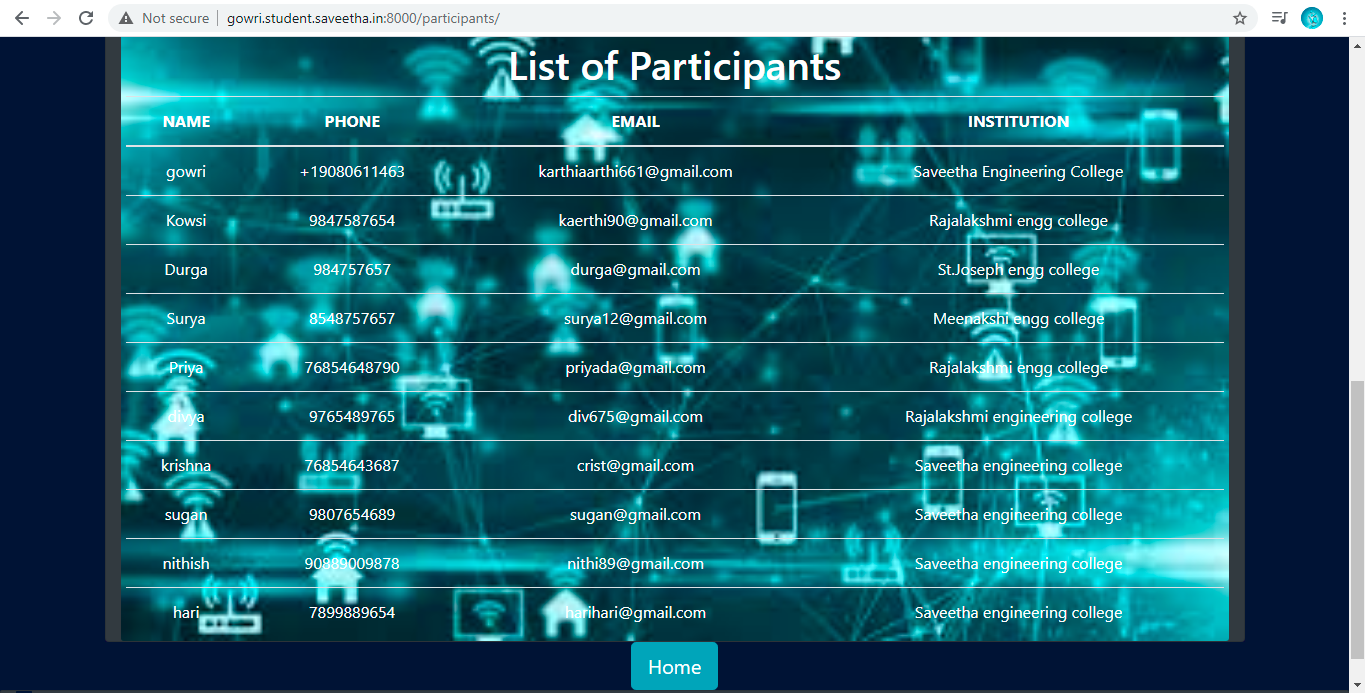 Not secure | gowri.student.saveetha.in:8000/participants/
List of Participants
NAME PHONE EMAIL INSTITUTION
gowri +19080611463 karthiaarthi661@gmail.com Saveetha Engineering College
Kowsi 9847587654 kaerthi90@gmail.com Rajalakshmi engg college
Durga 984757657 durga@gmail.com St.Joseph engg college
Surya 8548757657 surya12@gmail.com Meenakshi engg college
Priya 76854648790 priyada@gmail.com Rajalakshmi engg college
divya 9765489765 div675@gmail.com Rajalakshmi engineering college
krishna 76854643687 crist@gmail.com Saveetha engineering college
sugan 9807654689 sugan@gmail.com Saveetha engineering college
nithish 90889009878 nithi89@gmail.com Saveetha engineering college
hari 7899889654 harihari@gmail.com Saveetha engineering college
Home